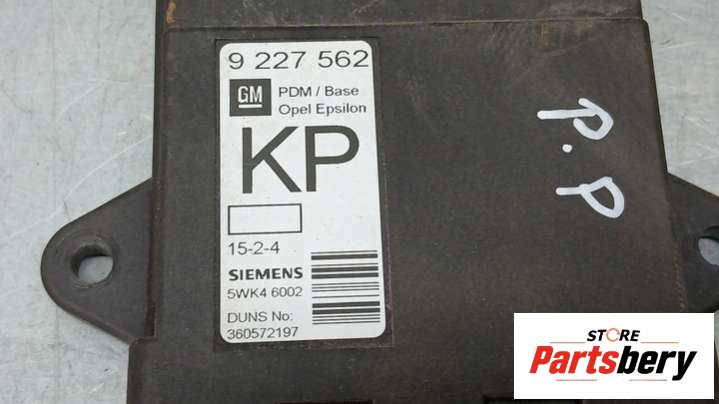 9 227 562
GM
PDM / Base
Opel Epsilon
KP
15-2-4
SIEMENS
5WK4 6002
DUNS No:
360572197
P.P
STORE
Partsbery